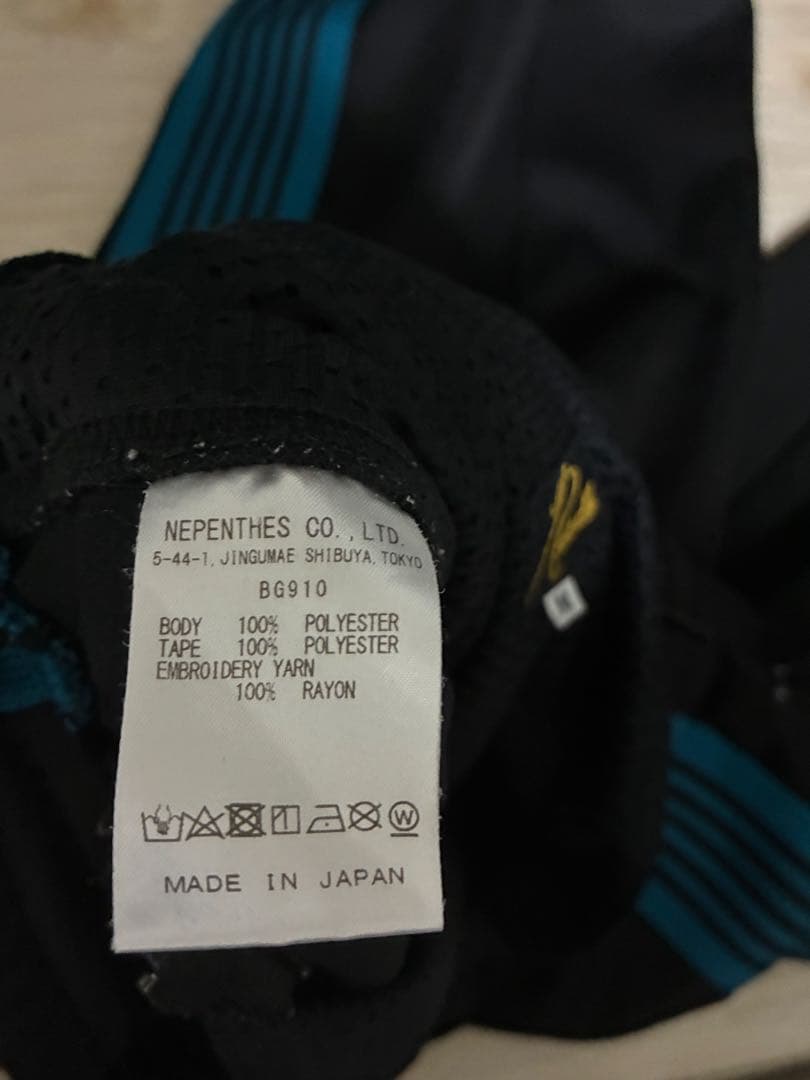 NEPENTHES CO., LTD.
5-44-1, JINGUMAE SHIBUYA, TOKYO
BG910
BODY 100% POLYESTER
TAPE 100% POLYESTER
EMBROIDERY YARN
100% RAYON
W
MADE IN JAPAN